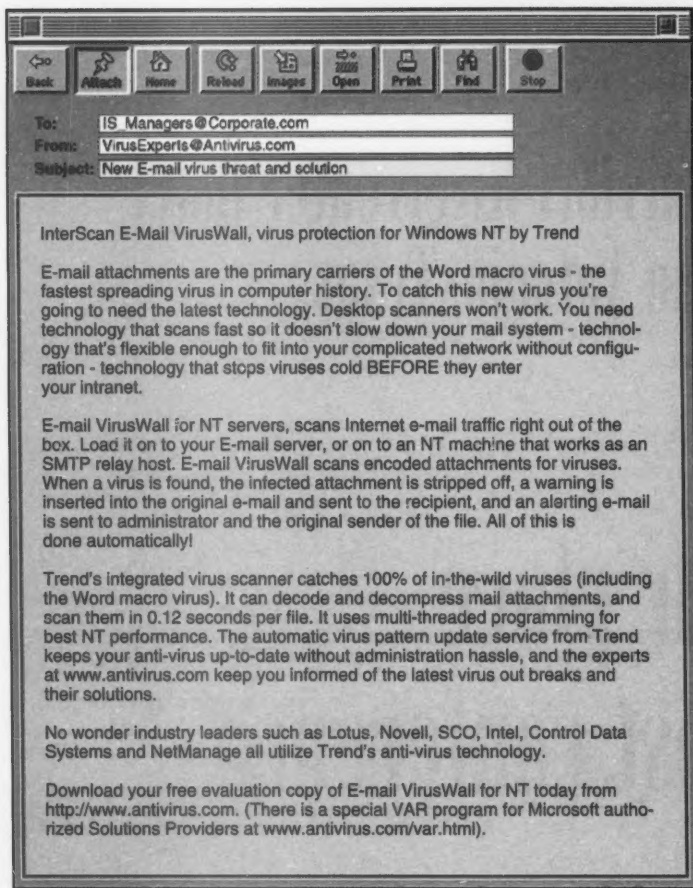 Back Attach Home Reload Images Open Print Find Stop
To: IS_Managers@Corporate.com
From: VirusExperts@Antivirus.com
Subject: New E-mail virus threat and solution
InterScan E-Mail VirusWall, virus protection for Windows NT by Trend
E-mail attachments are the primary carriers of the Word macro virus - the
fastest spreading virus in computer history. To catch this new virus you're
going to need the latest technology. Desktop scanners won't work. You need
technology that scans fast so it doesn't slow down your mail system - technol-
ogy that's flexible enough to fit into your complicated network without configu-
ration - technology that stops viruses cold BEFORE they enter
your intranet.
E-mail VirusWall for NT servers, scans Internet e-mail traffic right out of the
box. Load it on to your E-mail server, or on to an NT machine that works as an
SMTP relay host. E-mail VirusWall scans encoded attachments for viruses.
When a virus is found, the infected attachment is stripped off, a warning is
inserted into the original e-mail and sent to the recipient, and an alerting e-mail
is sent to administrator and the original sender of the file. All of this is
done automatically!
Trend's integrated virus scanner catches 100% of in-the-wild viruses (including
the Word macro virus). It can decode and decompress mail attachments, and
scan them in 0.12 seconds per file. It uses multi-threaded programming for
best NT performance. The automatic virus pattern update service from Trend
keeps your anti-virus up-to-date without administration hassle, and the experts
at www.antivirus.com keep you informed of the latest virus out breaks and
their solutions.
No wonder industry leaders such as Lotus, Novell, SCO, Intel, Control Data
Systems and NetManage all utilize Trend's anti-virus technology.
Download your free evaluation copy of E-mail VirusWall for NT today from
http://www.antivirus.com. (There is a special VAR program for Microsoft autho-
rized Solutions Providers at www.antivirus.com/var.html).